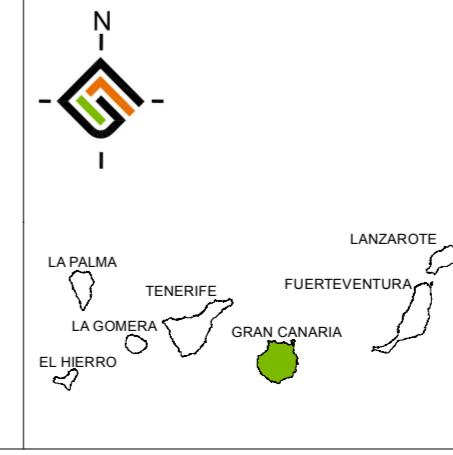 N
LANZAROTE
LA PALMA
FUERTEVENTURA
TENERIFE
LA GOMERA
GRAN CANARIA
EL HIERRO